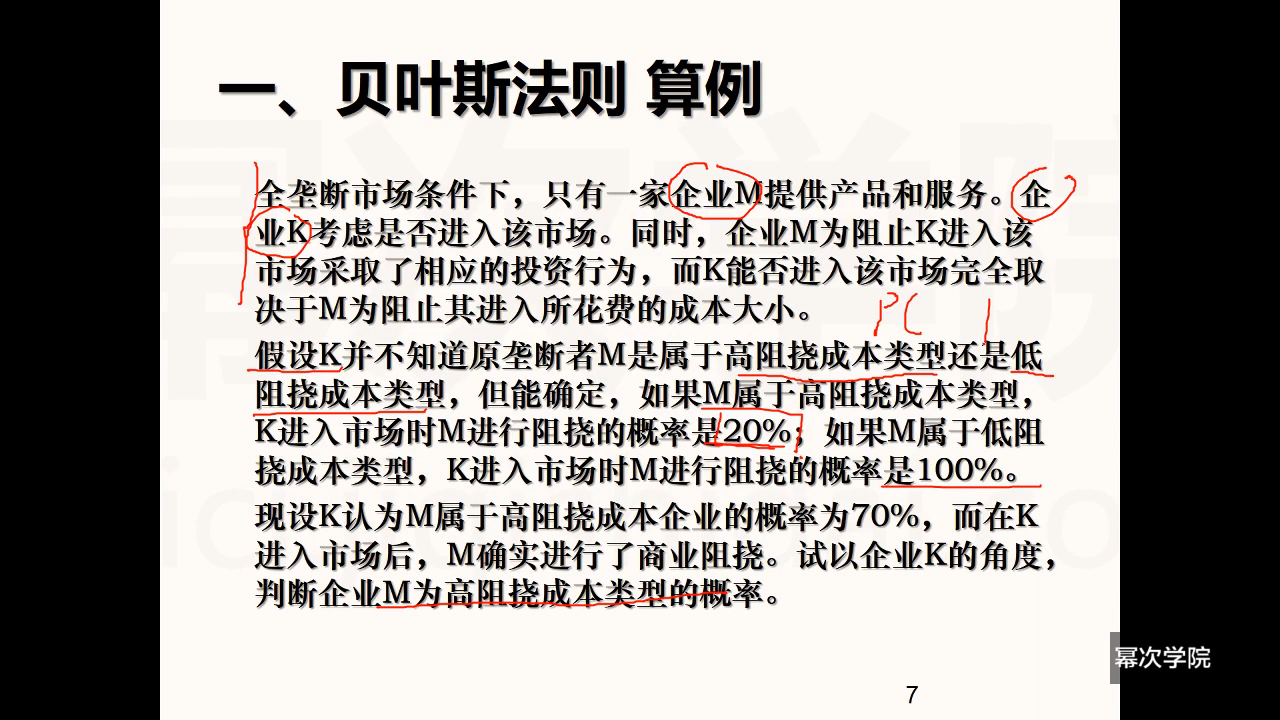 一、贝叶斯法则 算例
全垄断市场条件下，只有一家企业M提供产品和服务。企
业K考虑是否进入该市场。同时，企业M为阻止K进入该
市场采取了相应的投资行为，而K能否进入该市场完全取
决于M为阻止其进入所花费的成本大小。
P( |
假设K并不知道原垄断者M是属于高阻挠成本类型还是低
阻挠成本类型，但能确定，如果M属于高阻挠成本类型，
K进入市场时M进行阻挠的概率是20%；如果M属于低阻
挠成本类型，K进入市场时M进行阻挠的概率是100%。
现设K认为M属于高阻挠成本企业的概率为70%，而在K
进入市场后，M确实进行了商业阻挠。试以企业K的角度，
判断企业M为高阻挠成本类型的概率。
幂次学院
7